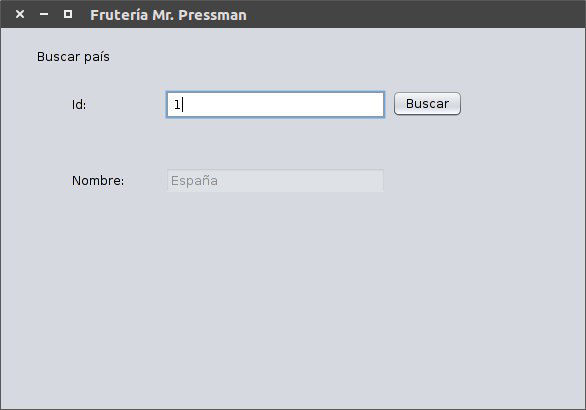 Frutería Mr. Pressman
Buscar país
Id: 1 Buscar
Nombre: España